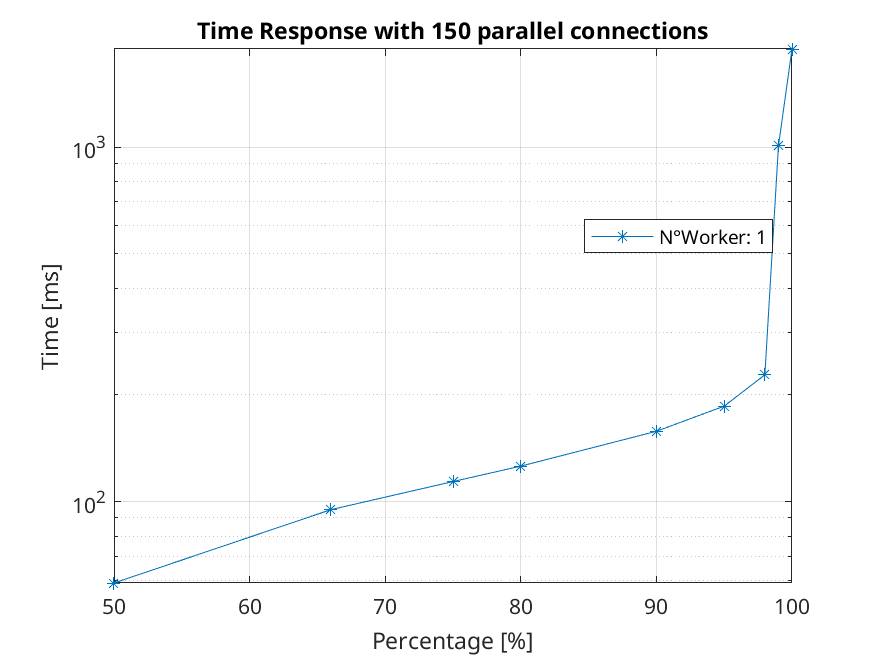 Time Response with 150 parallel connections
10^3
N°Worker: 1
Time [ms]
10^2
50 60 70 80 90 100
Percentage [%]